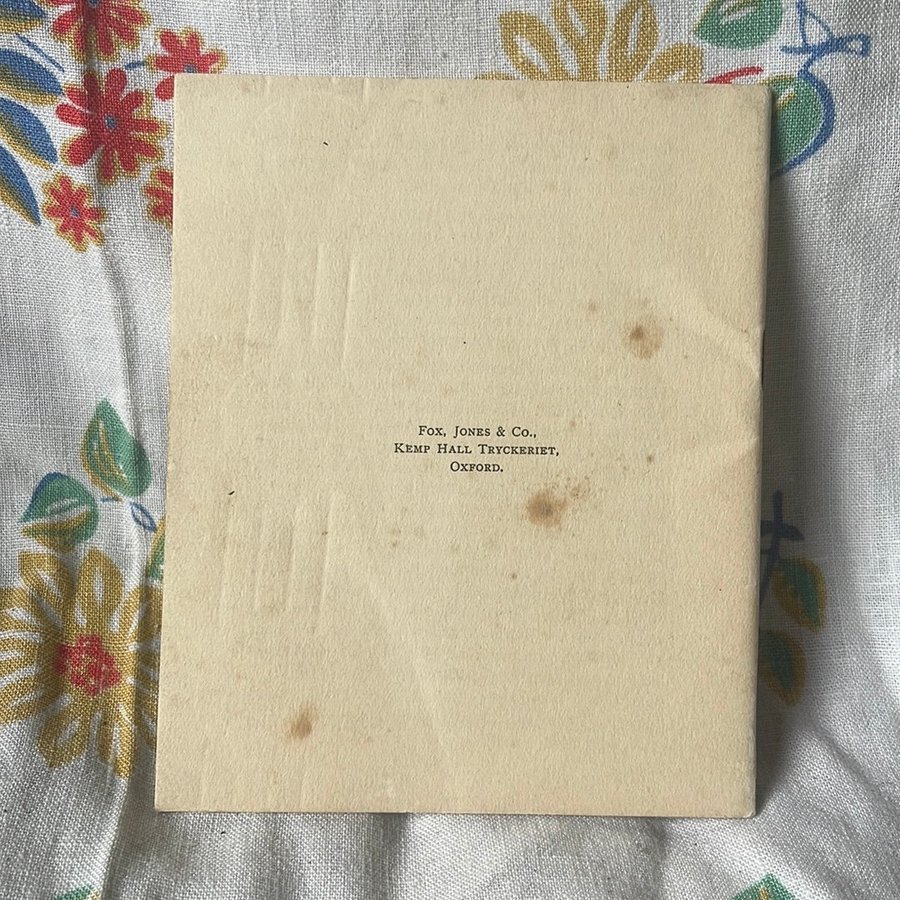 Fox, Jones & Co.,
Kemp Hall Tryckeriet,
Oxford.